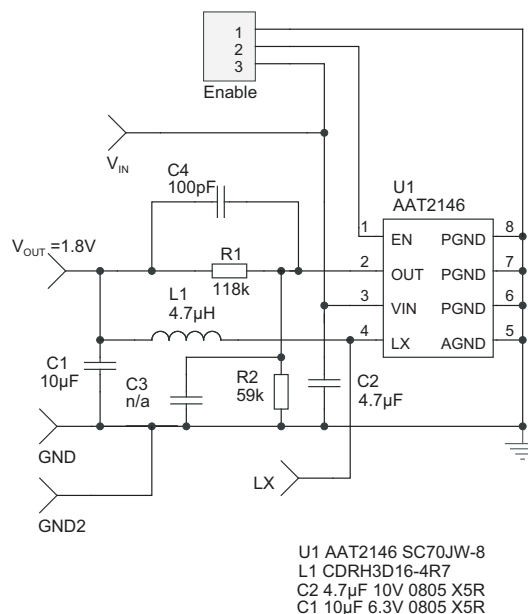 1
2
3
Enable
V_IN
C4
100pF
U1
AAT2146
V_OUT =1.8V
R1
118k
1
EN
PGND
8
2
OUT
PGND
7
3
VIN
PGND
6
4
LX
AGND
5
L1
4.7µH
C1
10µF
C3
n/a
R2
59k
C2
4.7µF
GND
GND2
LX
U1 AAT2146 SC70JW-8
L1 CDRH3D16-4R7
C2 4.7µF 10V 0805 X5R
C1 10µF 6.3V 0805 X5R